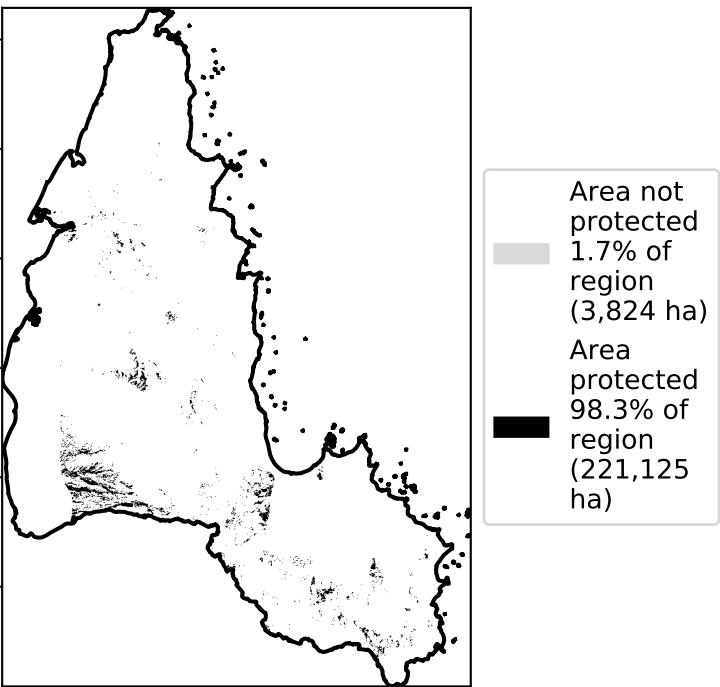 Area not
protected
1.7% of
region
(3,824 ha)
Area
protected
98.3% of
region
(221,125
ha)